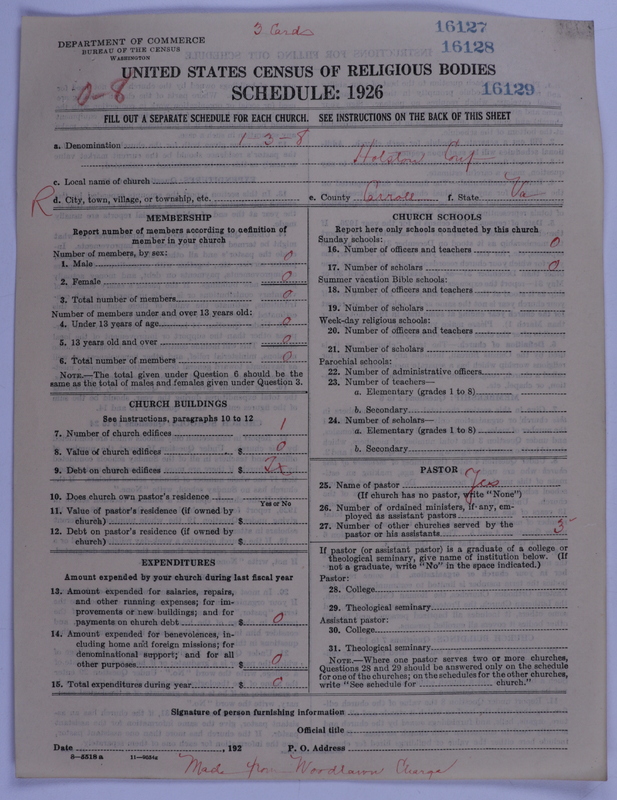 3 Cards
16127
16128
16129
DEPARTMENT OF COMMERCE
BUREAU OF THE CENSUS
WASHINGTON
0-8
UNITED STATES CENSUS OF RELIGIOUS BODIES
SCHEDULE: 1926
FILL OUT A SEPARATE SCHEDULE FOR EACH CHURCH. SEE INSTRUCTIONS ON THE BACK OF THIS SHEET
a. Denomination 1 3-8
Holston Conf
c. Local name of church
R d. City, town, village, or township, etc. e. County Carroll f. State Va
MEMBERSHIP
Report number of members according to definition of
member in your church
Number of members, by sex:
1. Male 0
2. Female 0
3. Total number of members 0
Number of members under and over 13 years old:
4. Under 13 years of age 0
5. 13 years old and over 0
6. Total number of members 0
NOTE.—The total given under Question 6 should be the
same as the total of males and females given under Question 3.
CHURCH BUILDINGS
See instructions, paragraphs 10 to 12
7. Number of church edifices 1
8. Value of church edifices $ 0
9. Debt on church edifices $
10. Does church own pastor's residence
Yes or No
11. Value of pastor's residence (if owned by
church) $
12. Debt on pastor's residence (if owned by
church) $
EXPENDITURES
Amount expended by your church during last fiscal year
13. Amount expended for salaries, repairs,
and other running expenses; for im-
provements or new buildings; and for
payments on church debt $ 0
14. Amount expended for benevolences, in-
cluding home and foreign missions; for
denominational support; and for all
other purposes $ 0
15. Total expenditures during year $ 0
CHURCH SCHOOLS
Report here only schools conducted by this church
Sunday schools:
16. Number of officers and teachers 0
17. Number of scholars 0
Summer vacation Bible schools:
18. Number of officers and teachers
19. Number of scholars
Week-day religious schools:
20. Number of officers and teachers
21. Number of scholars
Parochial schools:
22. Number of administrative officers
23. Number of teachers—
a. Elementary (grades 1 to 8)
b. Secondary
24. Number of scholars—
a. Elementary (grades 1 to 8)
b. Secondary
PASTOR
25. Name of pastor Yes
(If church has no pastor, write "None")
26. Number of ordained ministers, if any, em-
ployed as assistant pastors
27. Number of other churches served by the
pastor or his assistants 3
If pastor (or assistant pastor) is a graduate of a college or
theological seminary, give name of institution below. (If
not a graduate, write "No" in the space indicated.)
Pastor:
28. College
29. Theological seminary
Assistant pastor:
30. College
31. Theological seminary
NOTE.—Where one pastor serves two or more churches,
Questions 28 and 29 should be answered only on the schedule
for one of the churches; on the schedules for the other churches,
write "See schedule for church."
Signature of person furnishing information
Official title
Date , 192 P. O. Address
8—5518a 11—9564a
Made for Woodlawn Charge